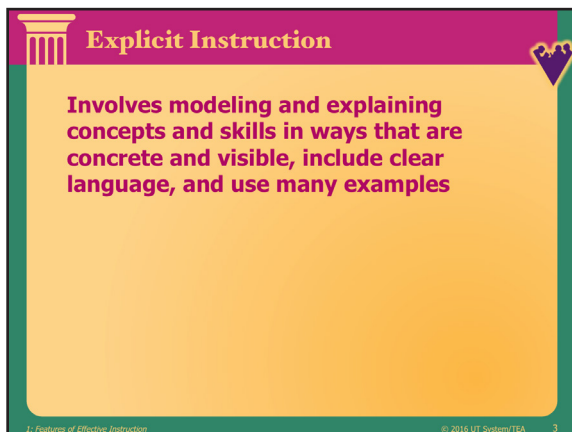 Explicit Instruction
Involves modeling and explaining
concepts and skills in ways that are
concrete and visible, include clear
language, and use many examples
1: Features of Effective Instruction
© 2016 UT System/TEA
3